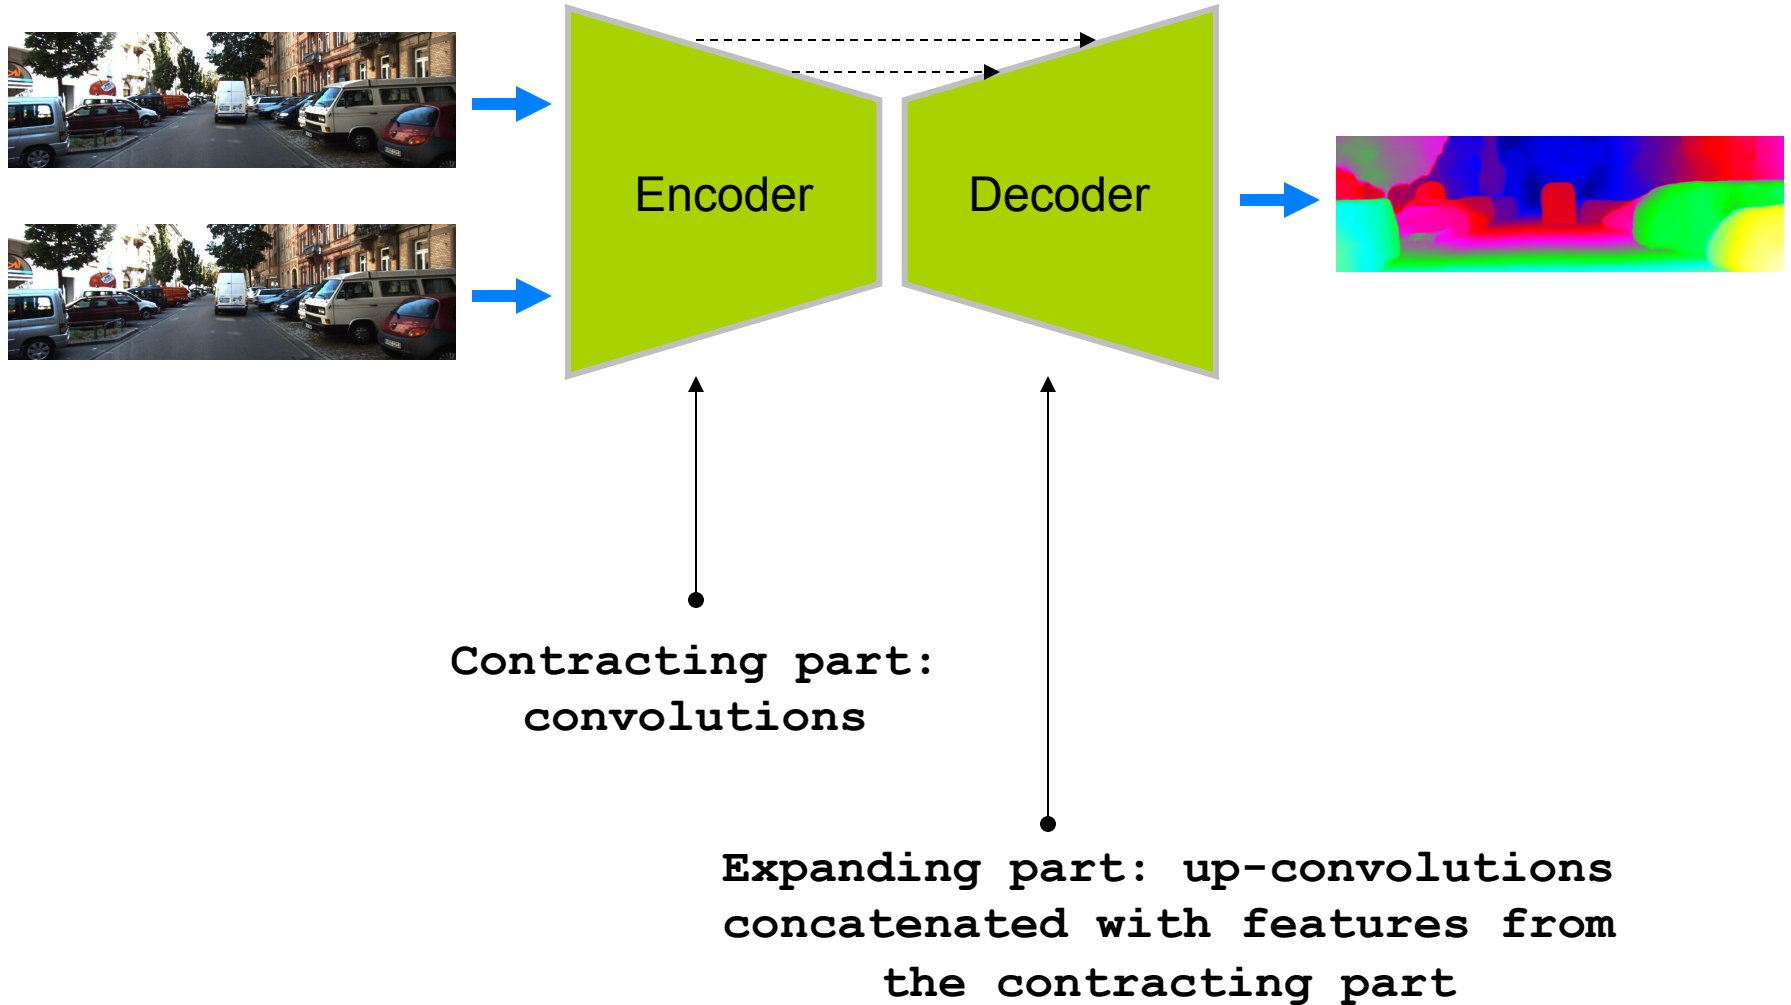 Encoder
Decoder
Contracting part:
convolutions
Expanding part: up-convolutions
concatenated with features from
the contracting part